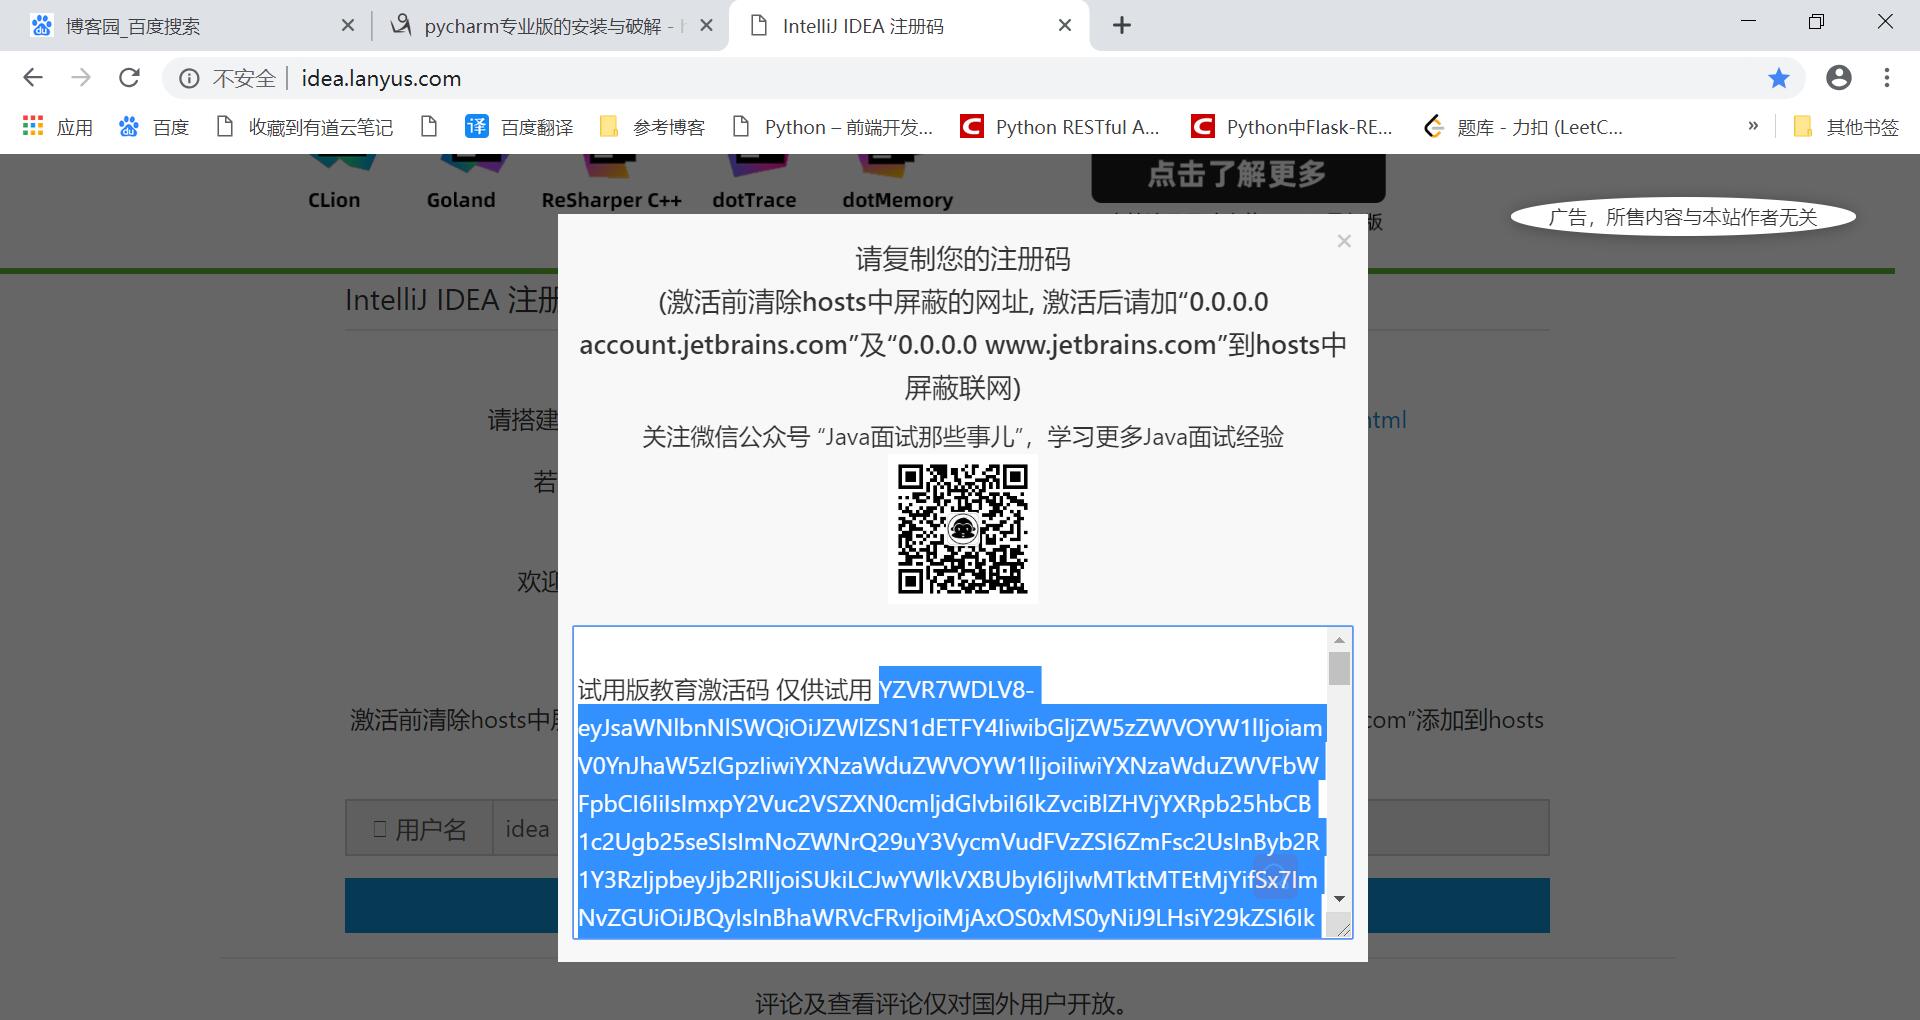 博客园_百度搜索
pycharm专业版的安装与破解 -
IntelliJ IDEA 注册码
不安全
idea.lanyus.com
应用
百度
收藏到有道云笔记
译 百度翻译
参考博客
Python – 前端开发...
Python RESTful A...
Python中Flask-RE...
题库 - 力扣 (LeetC...
»
其他书签
CLion
Goland
ReSharper C++
dotTrace
dotMemory
点击了解更多
版
广告，所售内容与本站作者无关
×
请复制您的注册码
(激活前清除hosts中屏蔽的网址, 激活后请加“0.0.0.0
account.jetbrains.com”及“0.0.0.0 www.jetbrains.com”到hosts中
屏蔽联网)
IntelliJ IDEA 注册
请搭建
html
关注微信公众号 “Java面试那些事儿”，学习更多Java面试经验
若
欢迎
试用版教育激活码 仅供试用 YZVR7WDLV8-
eyJsaWNlbnNlSWQiOiJZWlZSN1dETFY4IiwibGljZW5zZWVOYW1lIjoiam
V0YnJhaW5zIGpzIiwiYXNzaWduZWVOYW1lIjoiIiwiYXNzaWduZWVFbW
FpbCI6IiIsImxpY2Vuc2VSZXN0cmljdGlvbiI6IkZvciBlZHVjYXRpb25hbCB
1c2Ugb25seSIsImNoZWNrQ29uY3VycmVudFVzZSI6ZmFsc2UsInByb2R
1Y3RzIjpbeyJjb2RlIjoiSUkiLCJwYWlkVXBUbyI6IjIwMTktMTEtMjYifSx7Im
NvZGUiOiJBQyIsInBhaWRVcFRvIjoiMjAxOS0xMS0yNiJ9LHsiY29kZSI6Ik
激活前清除hosts中屏
com”添加到hosts
用户名
idea
评论及查看评论仅对国外用户开放。